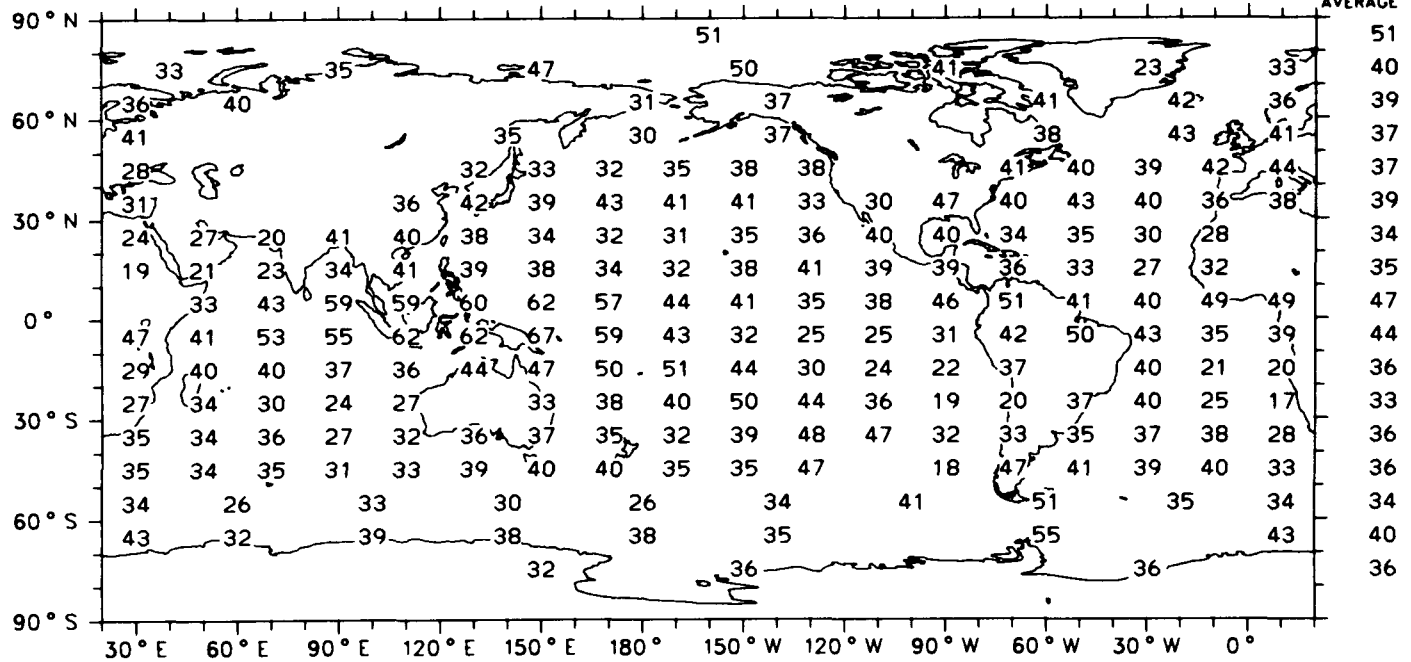 AVERAGE
90° N 51 51
33 35 47 50 41 23 33 40
36 40 31 37 41 42 36 39
60° N
41 35 30 37 38 43 41 37
28 32 33 32 35 38 38 41 40 39 42 44 37
31 36 42 39 43 41 41 33 30 47 40 43 40 36 38 39
30° N
24 27 20 41 40 38 34 32 31 35 36 40 40 34 35 30 28 34
19 21 23 34 41 39 38 34 32 38 41 39 39 36 33 27 32 35
33 43 59 59 60 62 57 44 41 35 38 46 51 41 40 49 49 47
0°
47 41 53 55 62 62 67 59 43 32 25 25 31 42 50 43 35 39 44
29 40 40 37 36 44 47 50 51 44 30 24 22 37 40 21 20 36
27 34 30 24 27 33 38 40 50 44 36 19 20 37 40 25 17 33
30° S
35 34 36 27 32 36 37 35 32 39 48 47 32 33 35 37 38 28 36
35 34 35 31 33 39 40 40 35 35 47 18 47 41 39 40 33 36
34 26 33 30 26 34 41 51 35 34 34
60° S
43 32 39 38 38 35 55 43 40
32 36 36 36
90° S
30° E 60° E 90° E 120° E 150° E 180° 150° W 120° W 90° W 60° W 30° W 0°